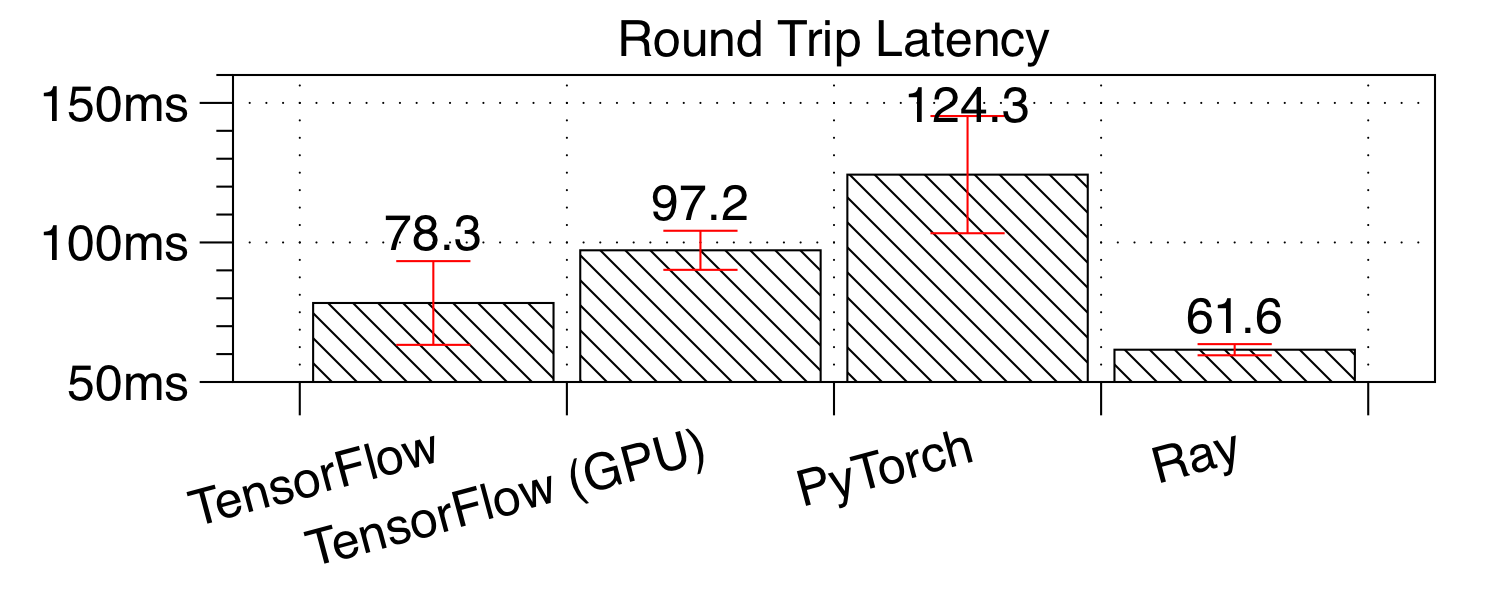 Round Trip Latency
150ms
100ms
50ms
124.3
97.2
78.3
61.6
TensorFlow
TensorFlow (GPU)
PyTorch
Ray